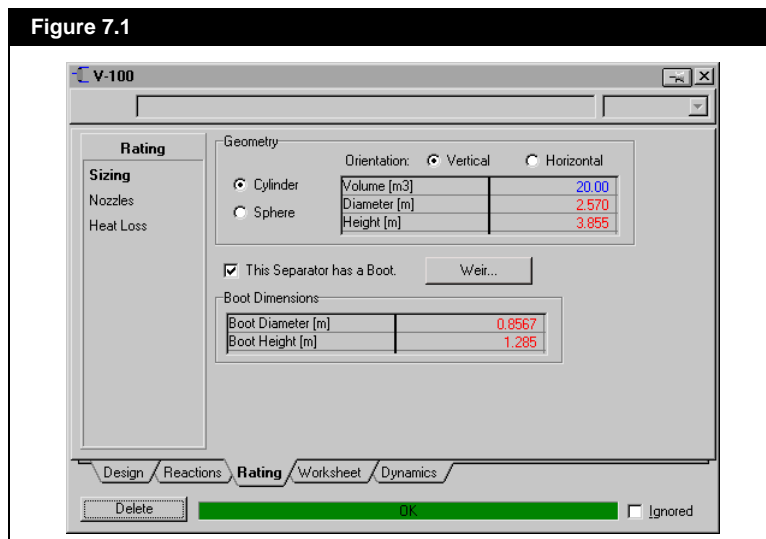 Figure 7.1
V-100
Rating
Sizing
Nozzles
Heat Loss
Geometry
Orientation: Vertical Horizontal
Cylinder
Sphere
Volume [m3] 20.00
Diameter [m] 2.570
Height [m] 3.855
This Separator has a Boot. Weir...
Boot Dimensions
Boot Diameter [m] 0.8567
Boot Height [m] 1.285
Design Reactions Rating Worksheet Dynamics
Delete OK Ignored